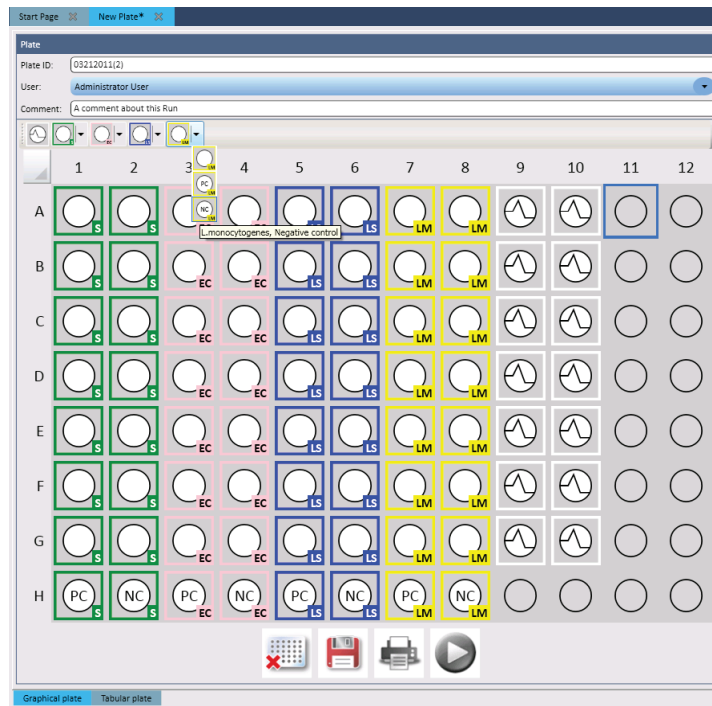 Start Page New Plate*
Plate
Plate ID: 03212011(2)
User: Administrator User
Comment: A comment about this Run
S EC LS LM
LM
PC LM
NC LM
L.monocytogenes, Negative control
1 2 3 4 5 6 7 8 9 10 11 12
A S S EC LS LM LM
B S S EC EC LS LS LM LM
C S S EC EC LS LS LM LM
D S S EC EC LS LS LM LM
E S S EC EC LS LS LM LM
F S S EC EC LS LS LM LM
G S S EC EC LS LS LM LM
H PC S NC S PC EC NC EC PC LS NC LS PC LM NC LM
Graphical plate Tabular plate